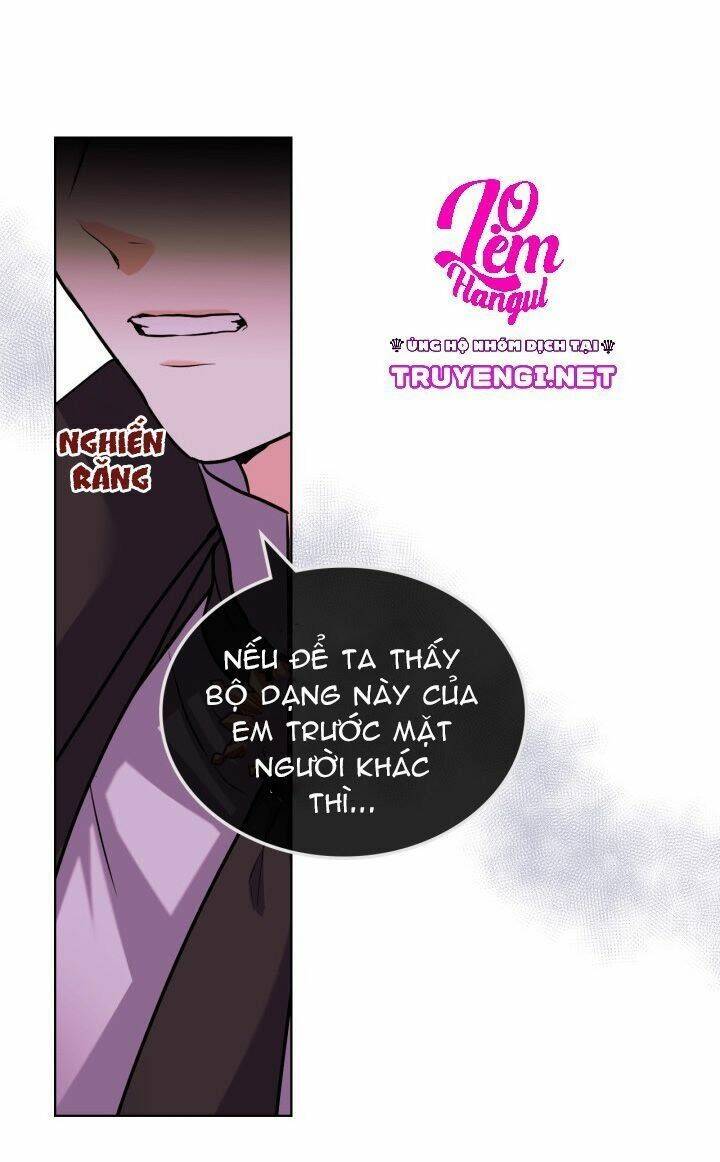 Lọ
Lem
Hangul
ỦNG HỘ NHÓM DỊCH TẠI
TRUYENGI.NET
NGHIẾN
RĂNG
NẾU ĐỂ TA THẤY
BỘ DẠNG NÀY CỦA
EM TRƯỚC MẶT
NGƯỜI KHÁC
THÌ...